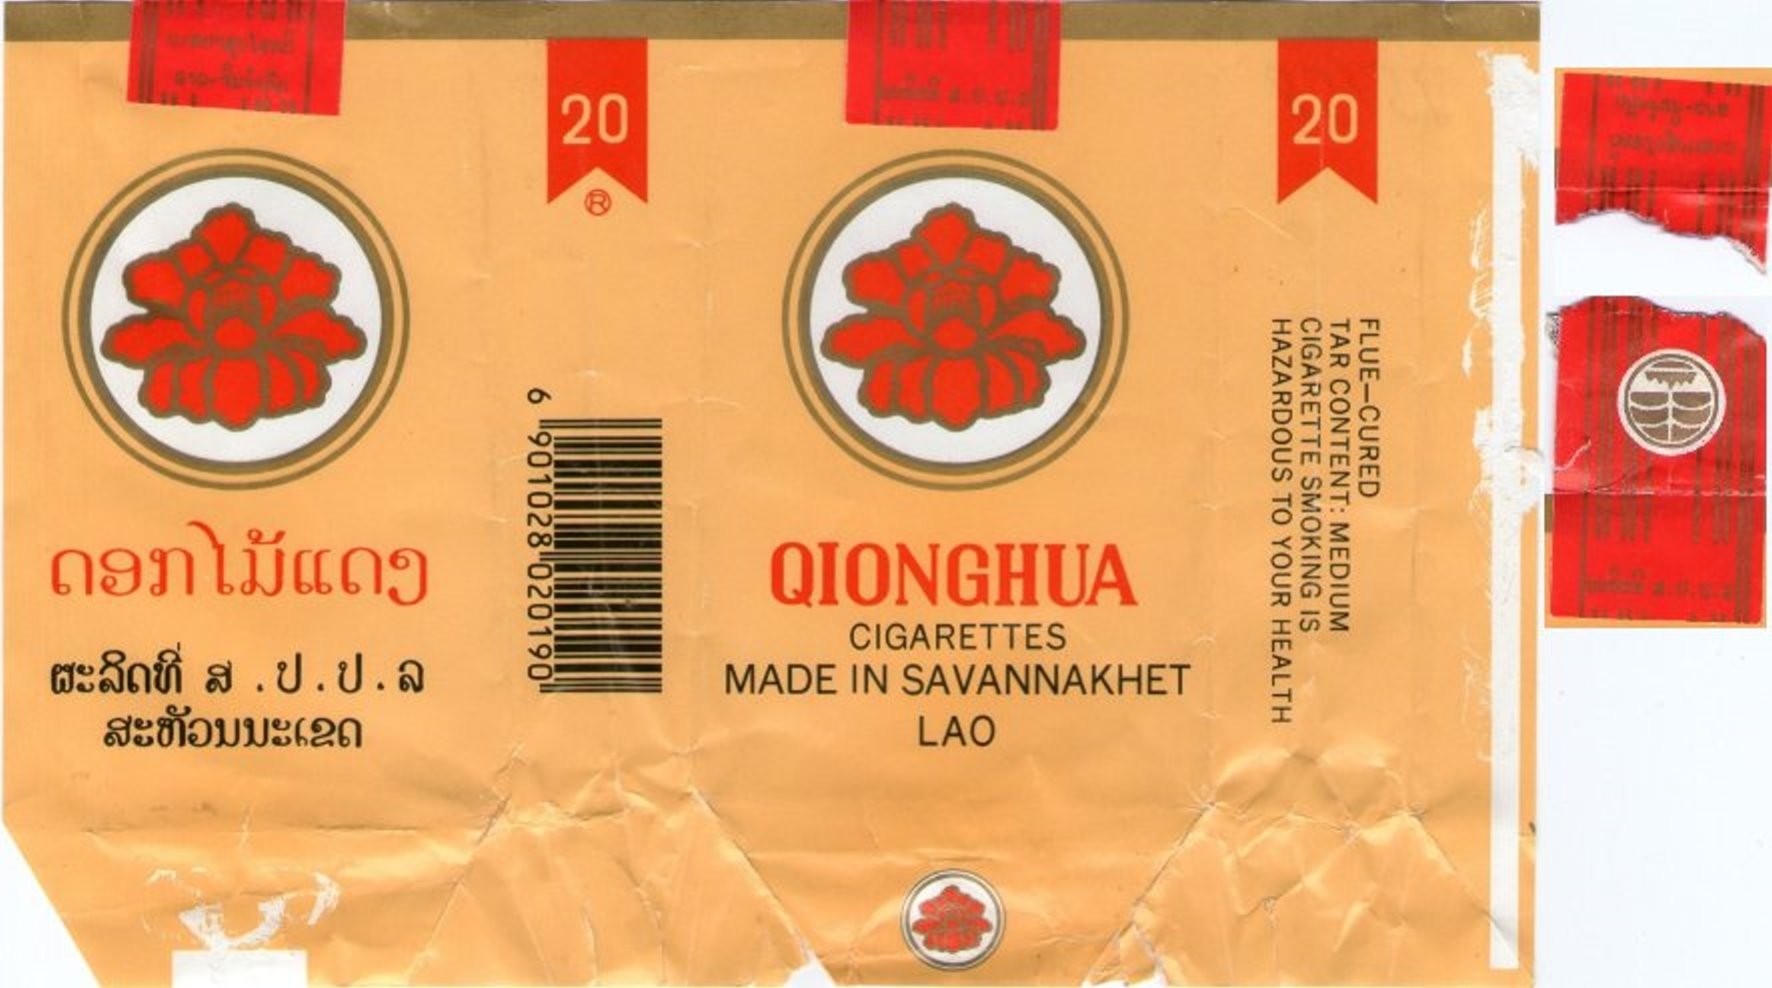 20
®
20
ດອກໄມ້ແດງ
ຜະລິດທີ່ ສ.ປ.ປ.ລ
ສະຫັວນນະເຂດ
6 901028 020190
QIONGHUA
CIGARETTES
MADE IN SAVANNAKHET
LAO
FLUE-CURED
TAR CONTENT: MEDIUM
CIGARETTE SMOKING IS
HAZARDOUS TO YOUR HEALTH